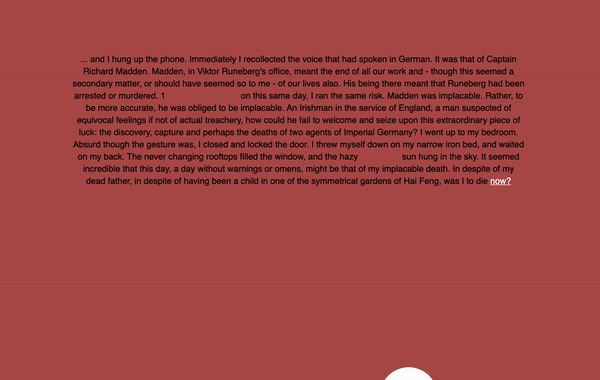 ... and I hung up the phone. Immediately I recollected the voice that had spoken in German. It was that of Captain
Richard Madden. Madden, in Viktor Runeberg's office, meant the end of all our work and - though this seemed a
secondary matter, or should have seemed so to me - of our lives also. His being there meant that Runeberg had been
arrested or murdered. 1 on this same day, I ran the same risk. Madden was implacable. Rather, to
be more accurate, he was obliged to be implacable. An Irishman in the service of England, a man suspected of
equivocal feelings if not of actual treachery, how could he fail to welcome and seize upon this extraordinary piece of
luck: the discovery, capture and perhaps the deaths of two agents of Imperial Germany? I went up to my bedroom.
Absurd though the gesture was, I closed and locked the door. I threw myself down on my narrow iron bed, and waited
on my back. The never changing rooftops filled the window, and the hazy sun hung in the sky. It seemed
incredible that this day, a day without warnings or omens, might be that of my implacable death. In despite of my
dead father, in despite of having been a child in one of the symmetrical gardens of Hai Feng, was I to die now?